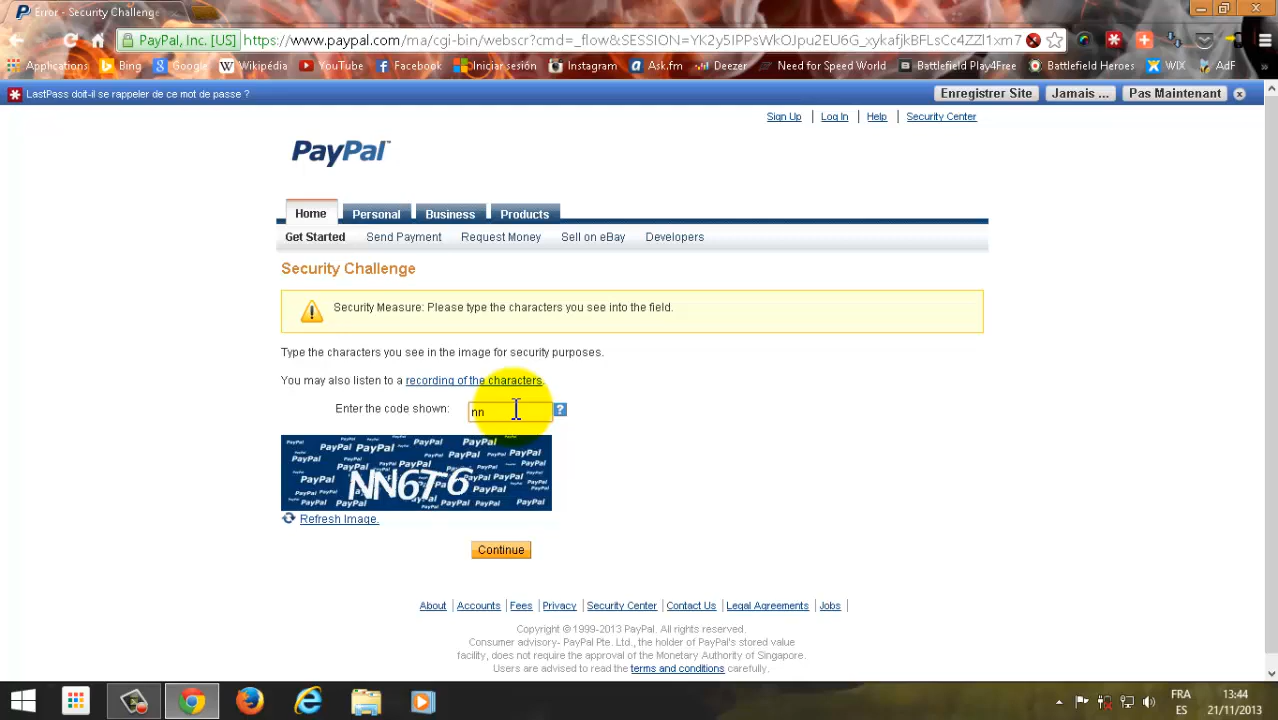 Error - Security Challenge
PayPal, Inc. [US] https://www.paypal.com/ma/cgi-bin/webscr?cmd=_flow&SESSION=
Applications Bing Google Wikipédia YouTube Facebook Iniciar sesión Instagram Ask.fm Deezer Need for Speed World Battlefield Play4Free Battlefield Heroes WIX AdF »
LastPass doit-il se rappeler de ce mot de passe ? Enregistrer Site Jamais ... Pas Maintenant
Sign Up | Log In | Help | Security Center
PayPal™
Home Personal Business Products
Get Started Send Payment Request Money Sell on eBay Developers
Security Challenge
Security Measure: Please type the characters you see into the field.
Type the characters you see in the image for security purposes.
You may also listen to a recording of the characters.
Enter the code shown: nn ?
PayPal
NN6T6
Refresh Image.
Continue
About | Accounts | Fees | Privacy | Security Center | Contact Us | Legal Agreements | Jobs |
Copyright © 1999-2013 PayPal. All rights reserved.
Consumer advisory- PayPal Pte. Ltd., the holder of PayPal's stored value
facility, does not require the approval of the Monetary Authority of Singapore.
Users are advised to read the terms and conditions carefully.
FRA 13:44
ES 21/11/2013